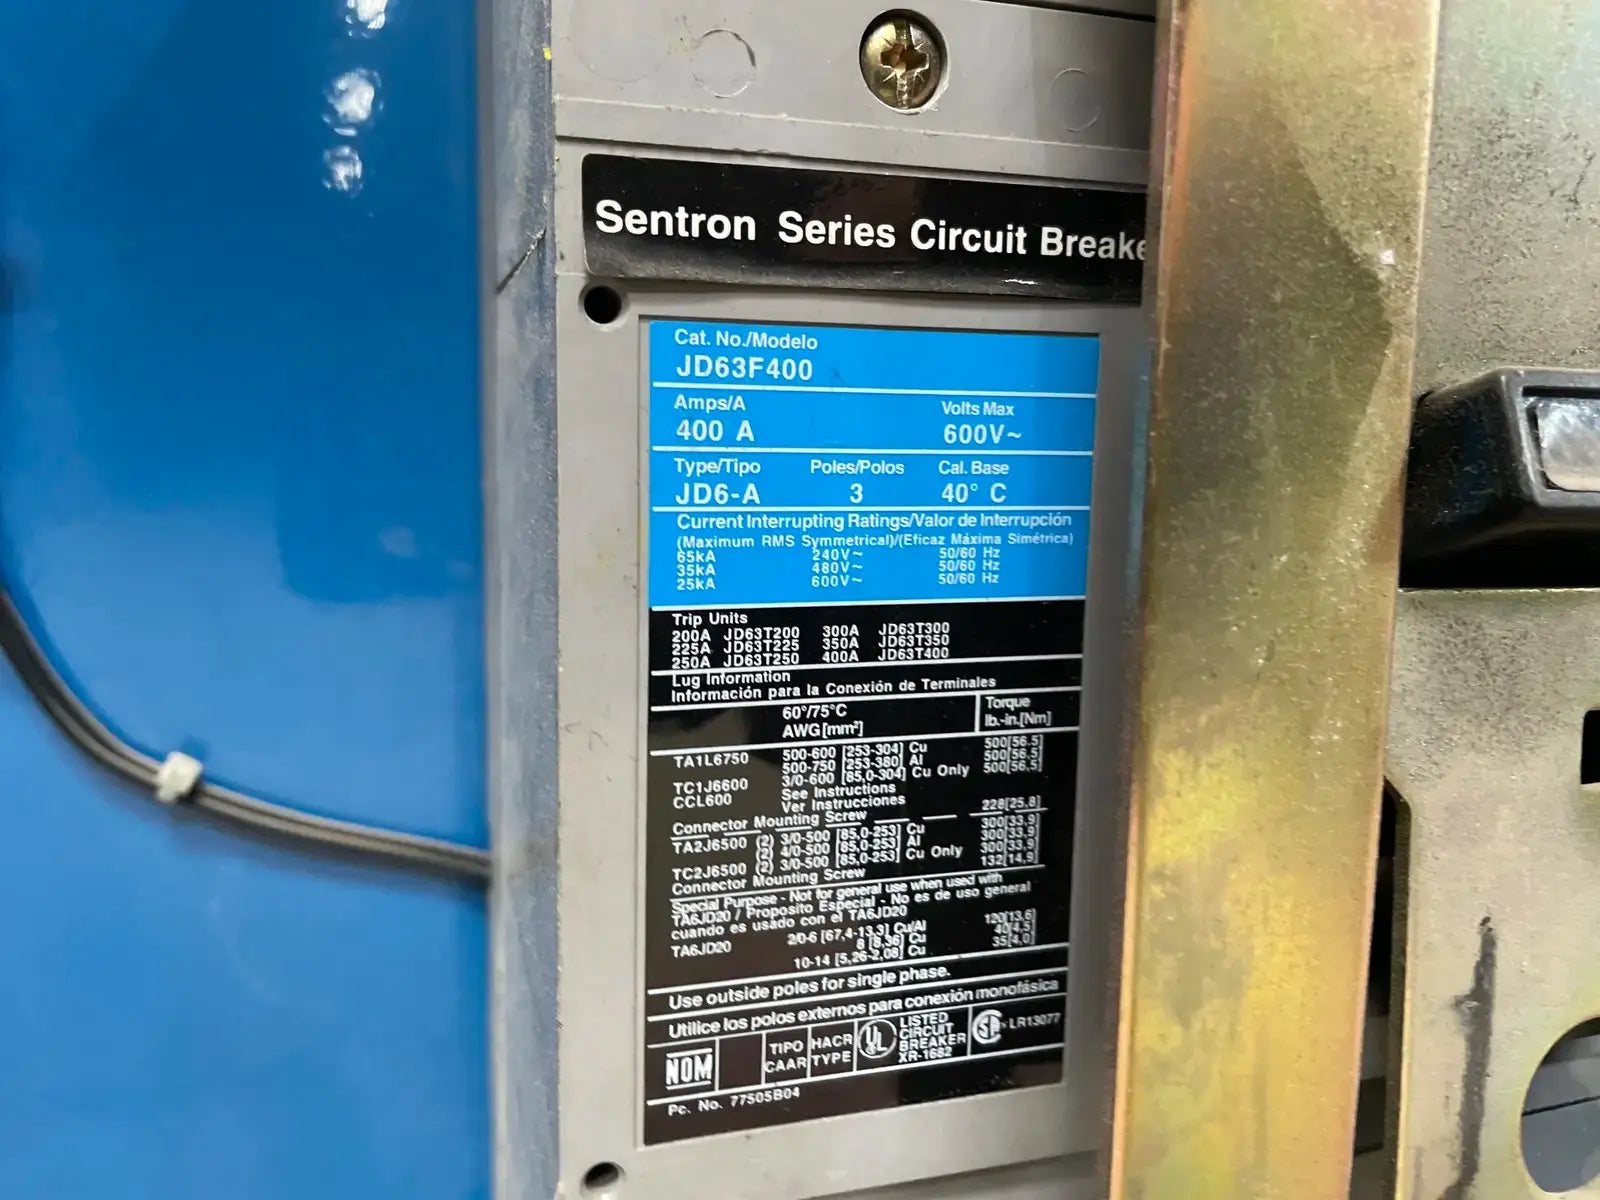 Sentron Series Circuit Breake
Cat. No./Modelo
JD63F400
Amps/A Volts Max
400 A 600V~
Type/Tipo Poles/Polos Cal. Base
JD6-A 3 40° C
Current Interrupting Ratings/Valor de Interrupción
(Maximum RMS Symmetrical)/(Eficaz Máxima Simétrica)
65kA 240V~ 50/60 Hz
35kA 480V~ 50/60 Hz
25kA 600V~ 50/60 Hz
Trip Units
200A JD63T200 300A JD63T300
225A JD63T225 350A JD63T350
250A JD63T250 400A JD63T400
Lug Information
Información para la Conexión de Terminales
60°/75°C Torque
AWG[mm²] lb.-in.[Nm]
TA1L6750 500-600 [253-304] Cu 500[56.5]
500-750 [253-380] Al 500[56,5]
TC1J6600 3/0-600 [85,0-304] Cu Only 500[56,5]
CCL600 See Instructions
Ver Instrucciones
Connector Mounting Screw 228[25,8]
TA2J6500 (2) 3/0-500 [85,0-253] Cu 300[33,9]
(2) 4/0-500 [85,0-253] Al 300[33,9]
TC2J6500 (2) 3/0-500 [85,0-253] Cu Only 300[33,9]
Connector Mounting Screw 132[14,9]
Special Purpose - Not for general use when used with
TA6JD20 / Proposito Especial - No es de uso general
cuando es usado con el TA6JD20
TA6JD20 2/0-6 [67,4-13,3] Cu/Al 120[13,6]
8 [8,36] Cu 40[4,5]
10-14 [5,26-2,08] Cu 35[4,0]
Use outside poles for single phase.
Utilice los polos externos para conexión monofásica
NOM TIPO CAAR HACR TYPE UL LISTED CIRCUIT BREAKER XR-1682 SA LR13077
Pc. No. 77505B04